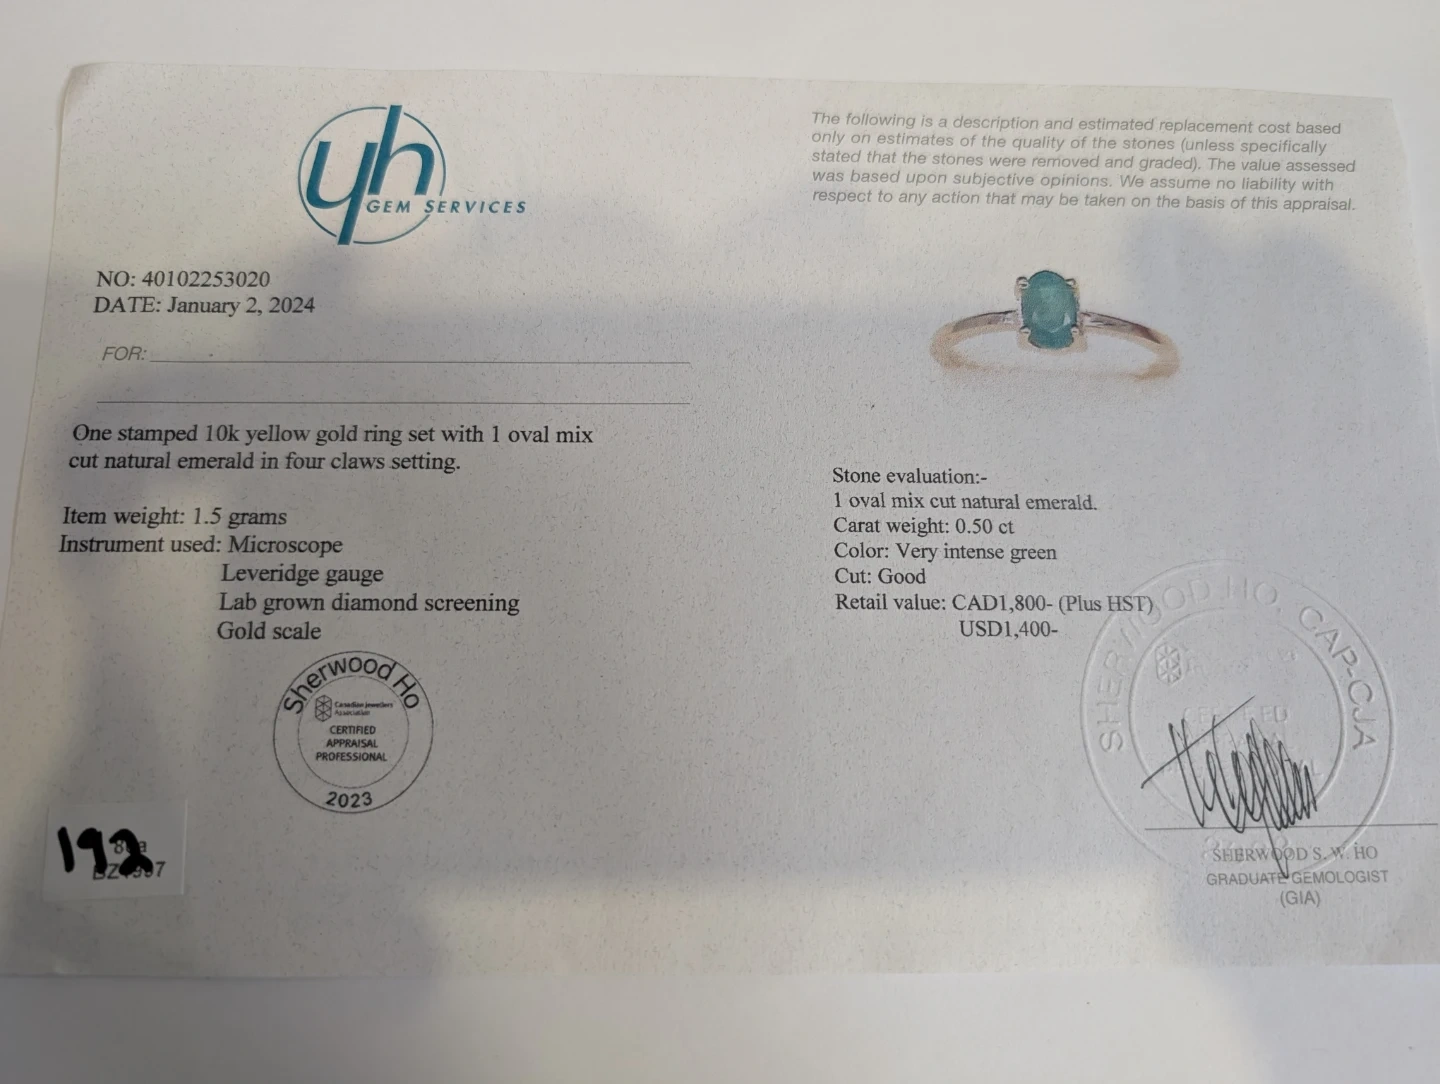 yh
GEM SERVICES
The following is a description and estimated replacement cost based
only on estimates of the quality of the stones (unless specifically
stated that the stones were removed and graded). The value assessed
was based upon subjective opinions. We assume no liability with
respect to any action that may be taken on the basis of this appraisal.
NO: 40102253020
DATE: January 2, 2024
FOR:
One stamped 10k yellow gold ring set with 1 oval mix
cut natural emerald in four claws setting.
Item weight: 1.5 grams
Instrument used: Microscope
Leveridge gauge
Lab grown diamond screening
Gold scale
Stone evaluation:-
1 oval mix cut natural emerald.
Carat weight: 0.50 ct
Color: Very intense green
Cut: Good
Retail value: CAD1,800- (Plus HST)
USD1,400-
Sherwood Ho
Canadian Jewellers
Association
CERTIFIED
APPRAISAL
PROFESSIONAL
2023
SHERWOOD HO, CAP-CJA
CERTIFIED
192
SHERWOOD S. W. HO
GRADUATE GEMOLOGIST
(GIA)